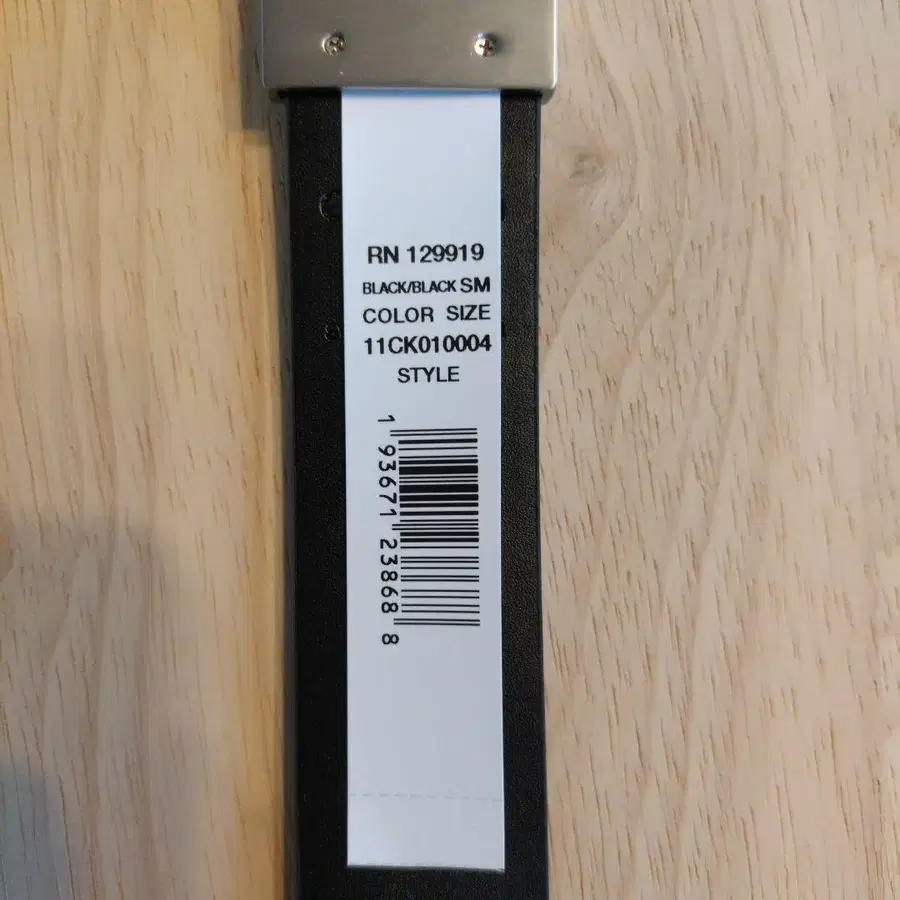 RN 129919
BLACK/BLACK SM
COLOR SIZE
11CK010004
STYLE
1 93671 23868 8